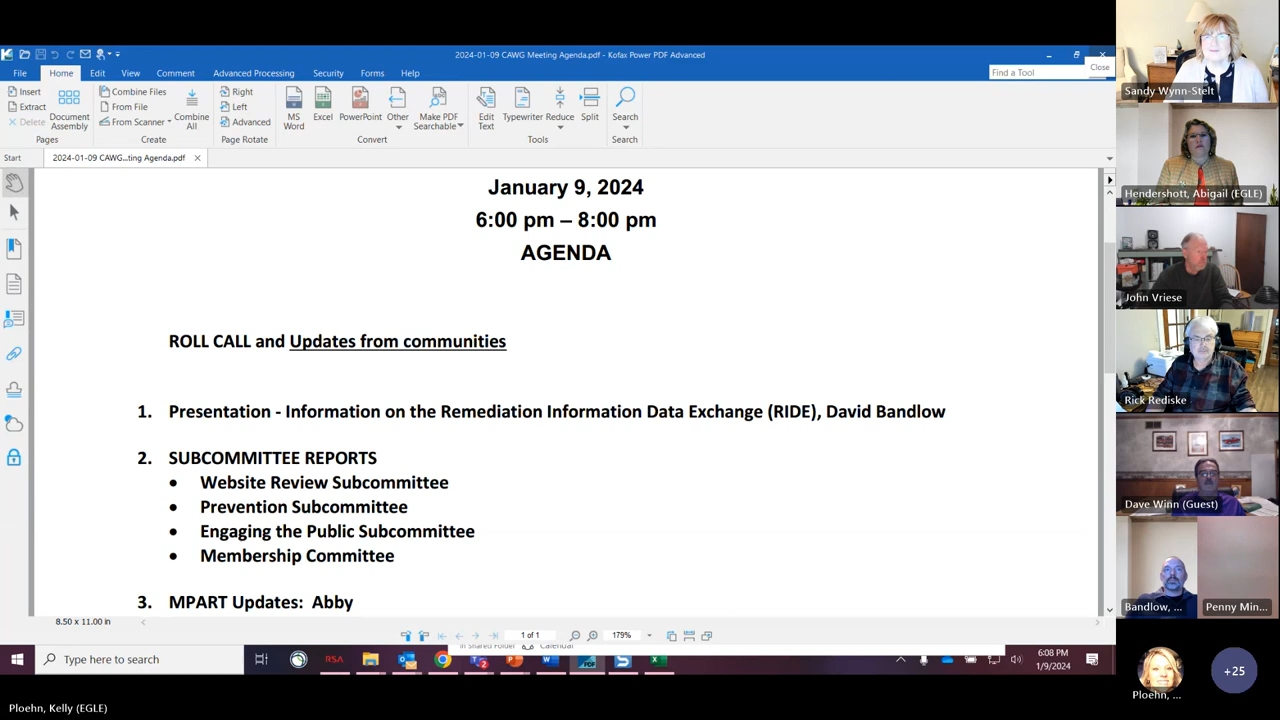 2024-01-09 CAWG Meeting Agenda.pdf - Kofax Power PDF Advanced
File Home Edit View Comment Advanced Processing Security Forms Help
Find a Tool
Close
Insert
Extract
Delete
Pages
Document Assembly
Combine Files
From File
From Scanner
Combine All
Create
Right
Left
Advanced
Page Rotate
MS Word
Excel
PowerPoint
Other
Make PDF Searchable
Convert
Edit Text
Typewriter
Reduce
Split
Tools
Search
Search
Start
2024-01-09 CAWG...ting Agenda.pdf
January 9, 2024
6:00 pm – 8:00 pm
AGENDA
ROLL CALL and Updates from communities
1. Presentation - Information on the Remediation Information Data Exchange (RIDE), David Bandlow
2. SUBCOMMITTEE REPORTS
• Website Review Subcommittee
• Prevention Subcommittee
• Engaging the Public Subcommittee
• Membership Committee
3. MPART Updates: Abby
8.50 x 11.00 in
1 of 1
179%
In Shared Folder
Calendar
Type here to search
RSA
6:08 PM
1/9/2024
Ploehn, Kelly (EGLE)
Sandy Wynn-Stelt
Hendershott, Abigail (EGLE)
John Vriese
Rick Rediske
Dave Winn (Guest)
Bandlow, ...
Penny Min...
Ploehn, ...
+25